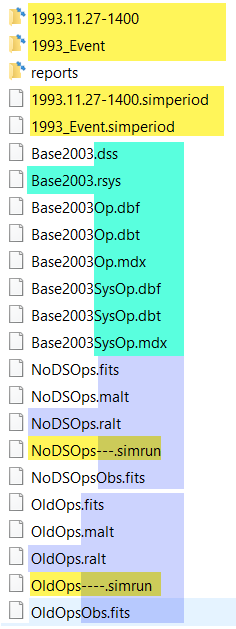 1993.11.27-1400
1993_Event
reports
1993.11.27-1400.simperiod
1993_Event.simperiod
Base2003.dss
Base2003.rsys
Base2003Op.dbf
Base2003Op.dbt
Base2003Op.mdx
Base2003SysOp.dbf
Base2003SysOp.dbt
Base2003SysOp.mdx
NoDSOps.fits
NoDSOps.malt
NoDSOps.ralt
NoDSOps---.simrun
NoDSOpsObs.fits
OldOps.fits
OldOps.malt
OldOps.ralt
OldOps----.simrun
OldOpsObs.fits